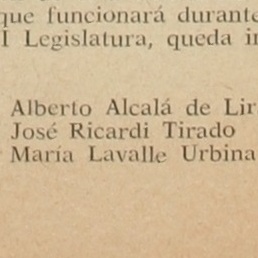 que funcionará durante
I Legislatura, queda in
Alberto Alcalá de Lir
José Ricardi Tirado
María Lavalle Urbina